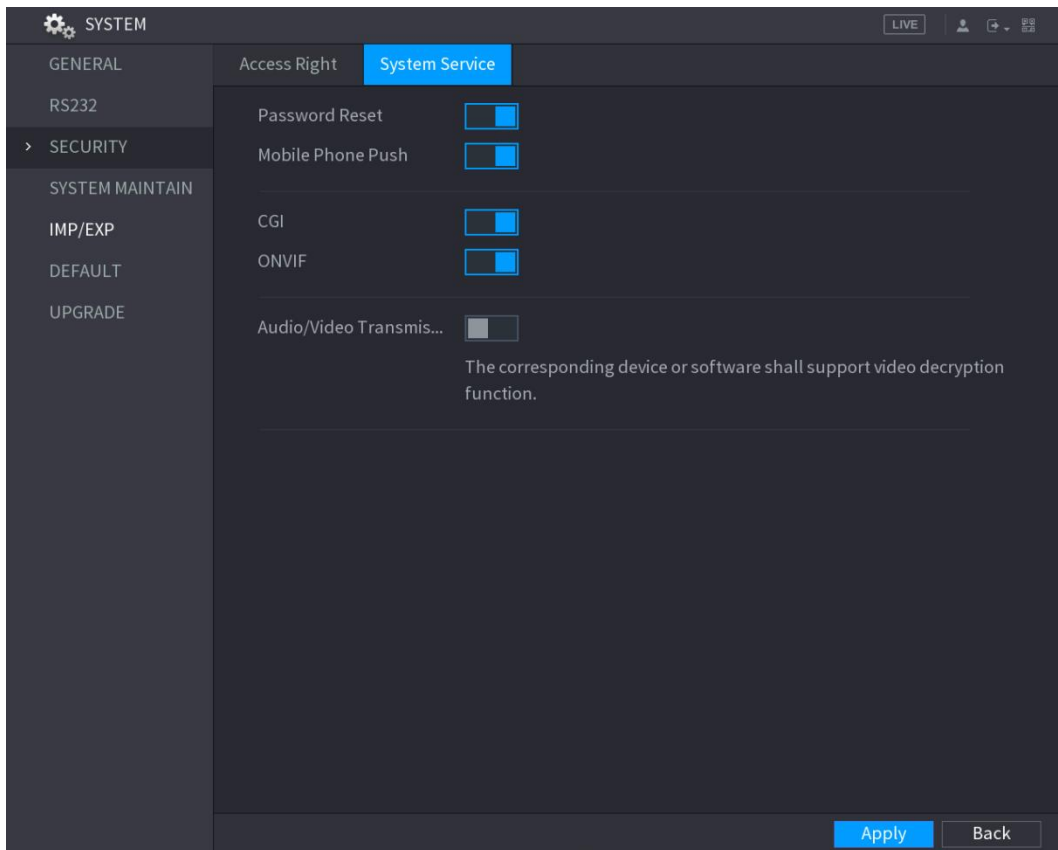 SYSTEM
LIVE
GENERAL
RS232
SECURITY
SYSTEM MAINTAIN
IMP/EXP
DEFAULT
UPGRADE
Access Right
System Service
Password Reset
Mobile Phone Push
CGI
ONVIF
Audio/Video Transmis...
The corresponding device or software shall support video decryption
function.
Apply
Back